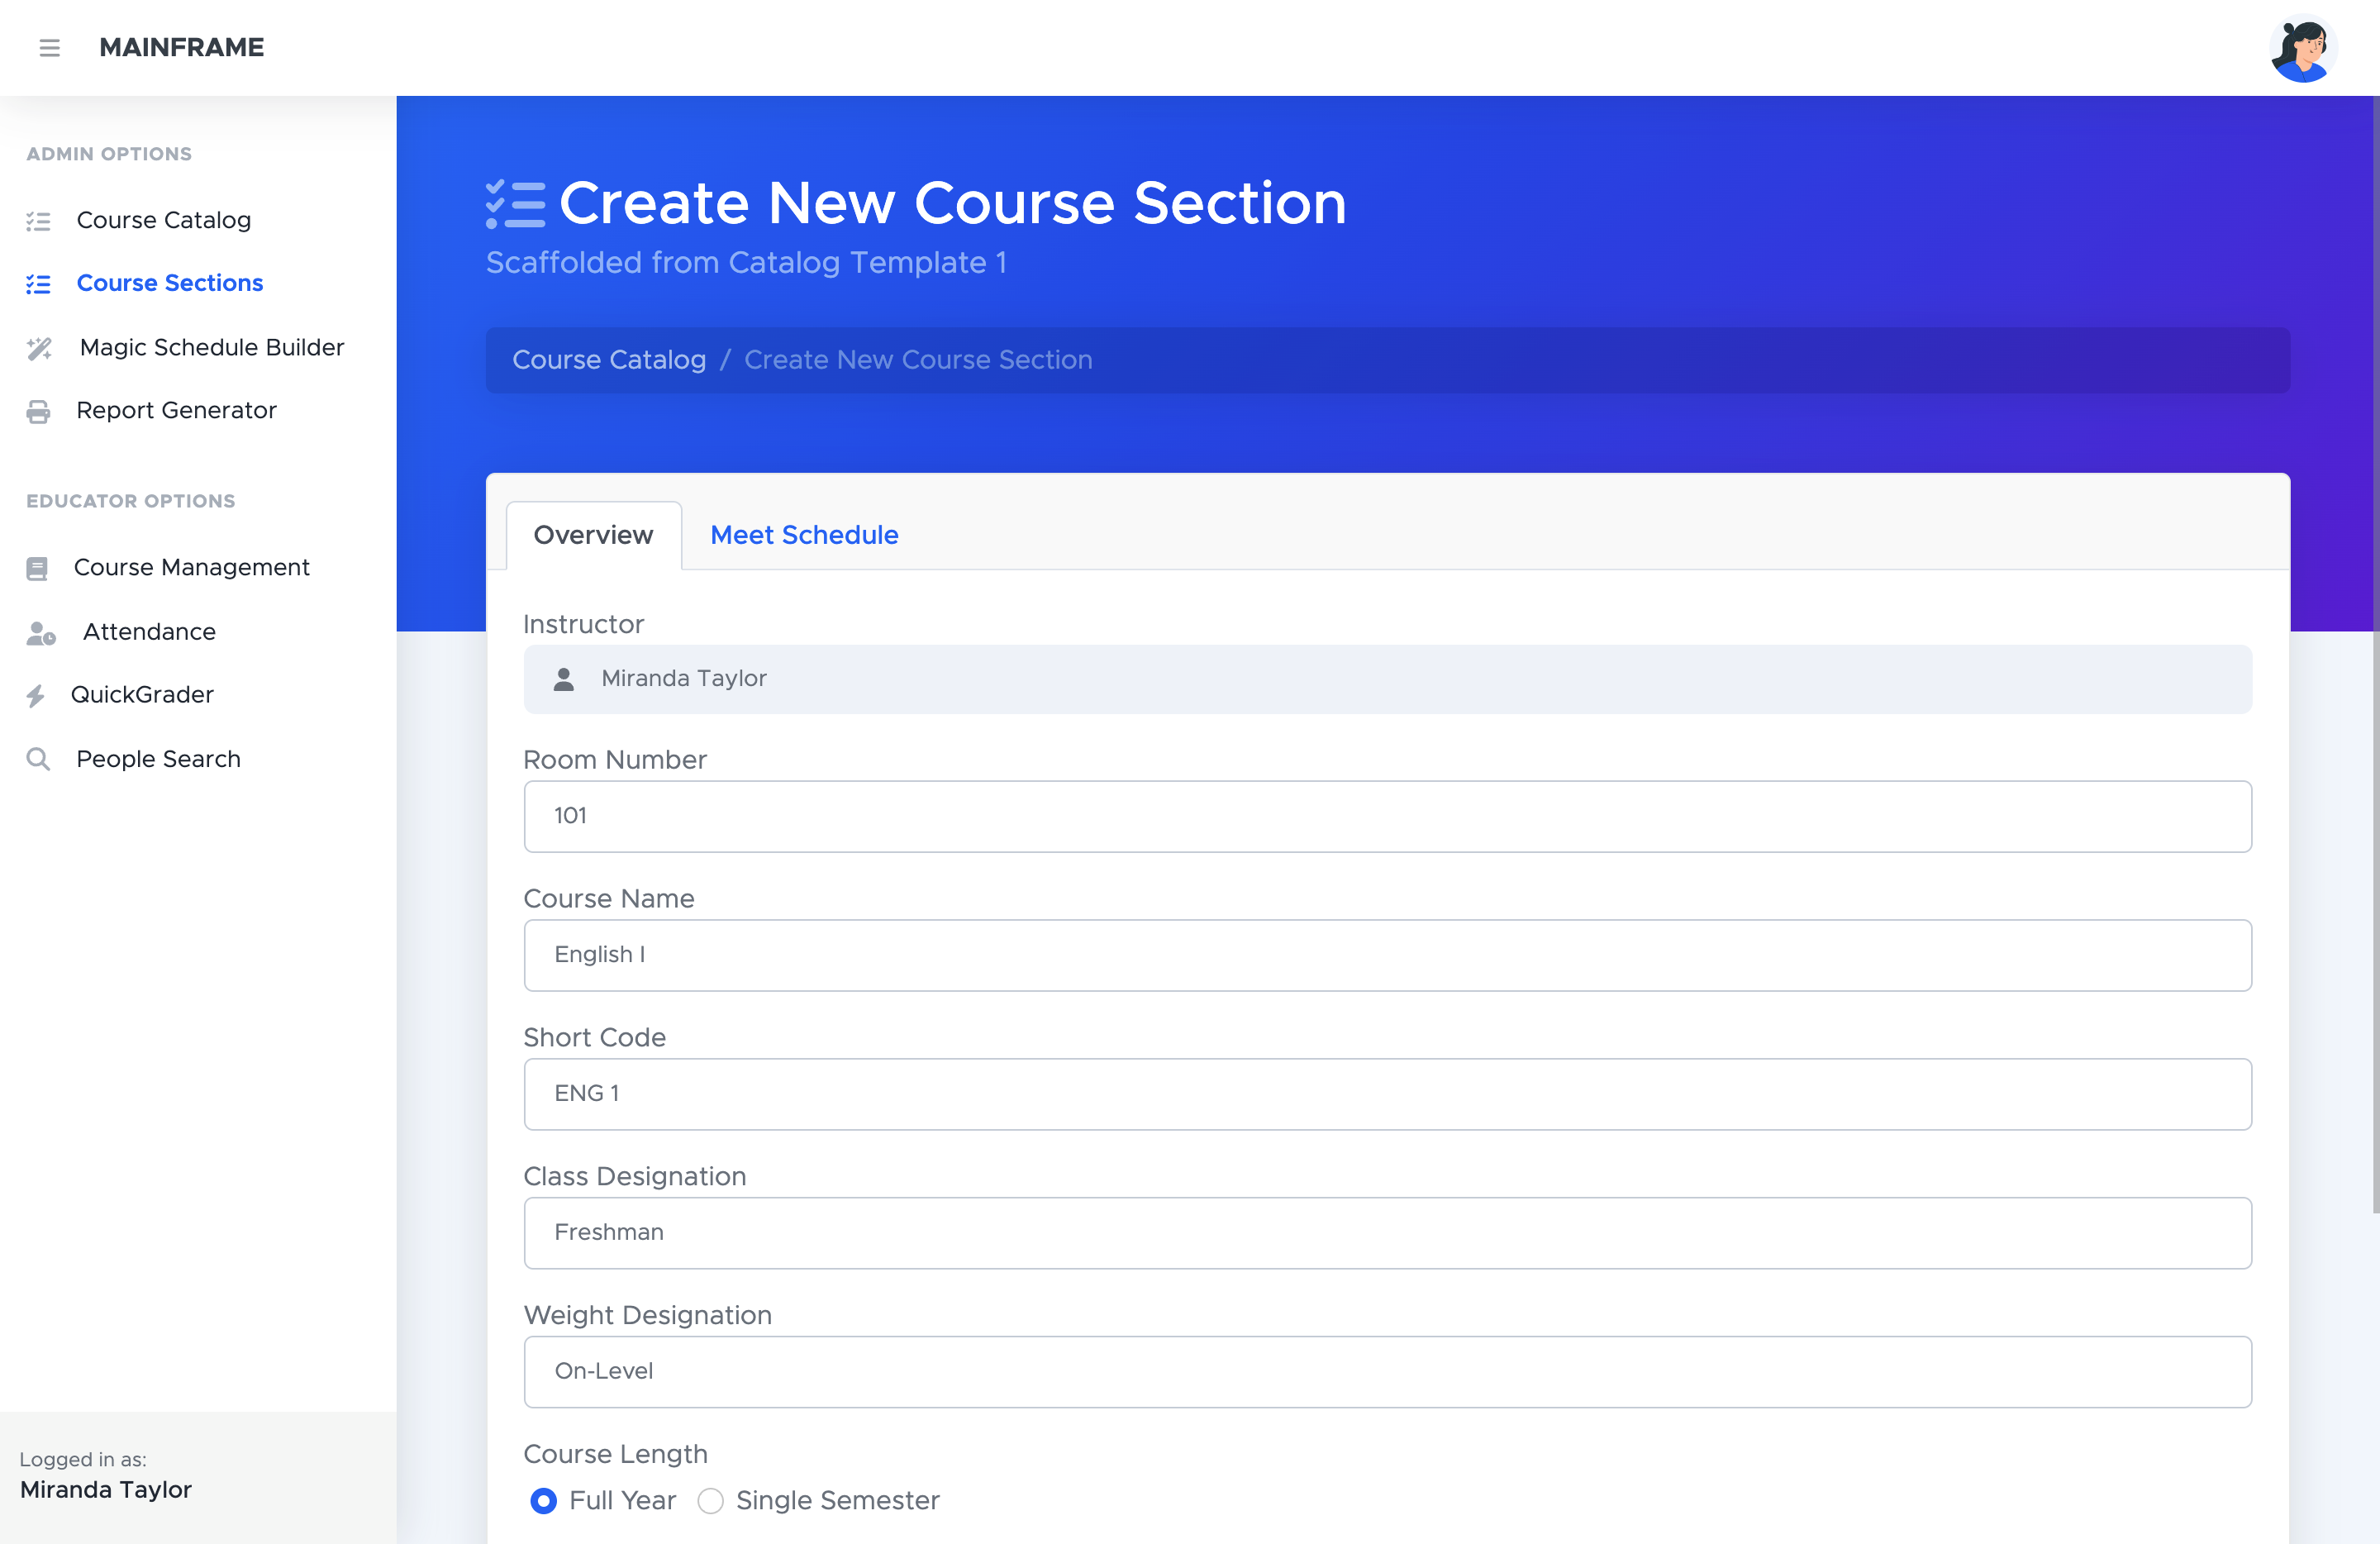 MAINFRAME
ADMIN OPTIONS
Course Catalog
Course Sections
Magic Schedule Builder
Report Generator
EDUCATOR OPTIONS
Course Management
Attendance
QuickGrader
People Search
Logged in as:
Miranda Taylor
Create New Course Section
Scaffolded from Catalog Template 1
Course Catalog / Create New Course Section
Overview Meet Schedule
Instructor
Miranda Taylor
Room Number
101
Course Name
English I
Short Code
ENG 1
Class Designation
Freshman
Weight Designation
On-Level
Course Length
Full Year Single Semester